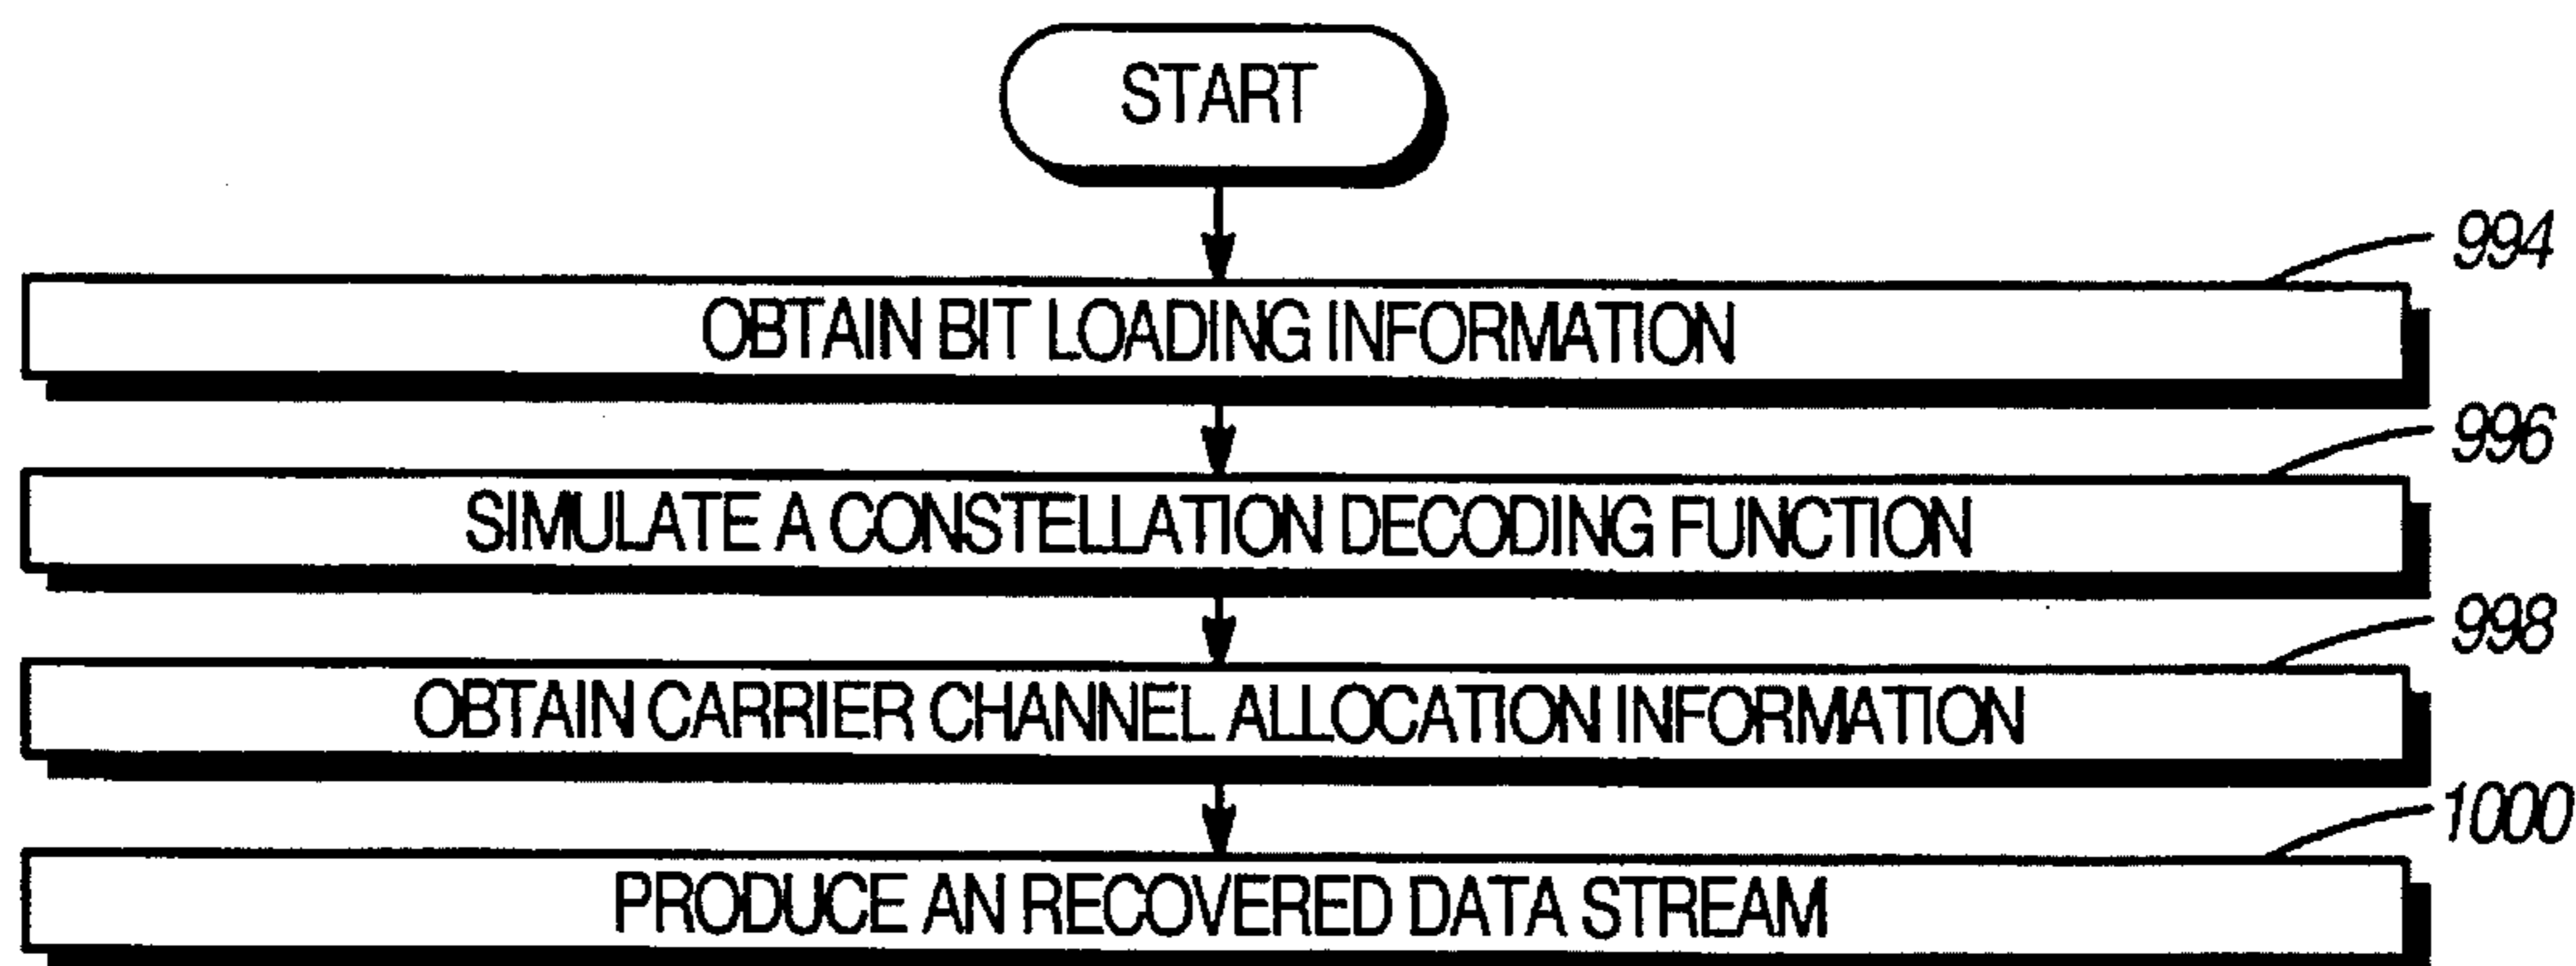 START
994
OBTAIN BIT LOADING INFORMATION
996
SIMULATE A CONSTELLATION DECODING FUNCTION
998
OBTAIN CARRIER CHANNEL ALLOCATION INFORMATION
1000
PRODUCE AN RECOVERED DATA STREAM